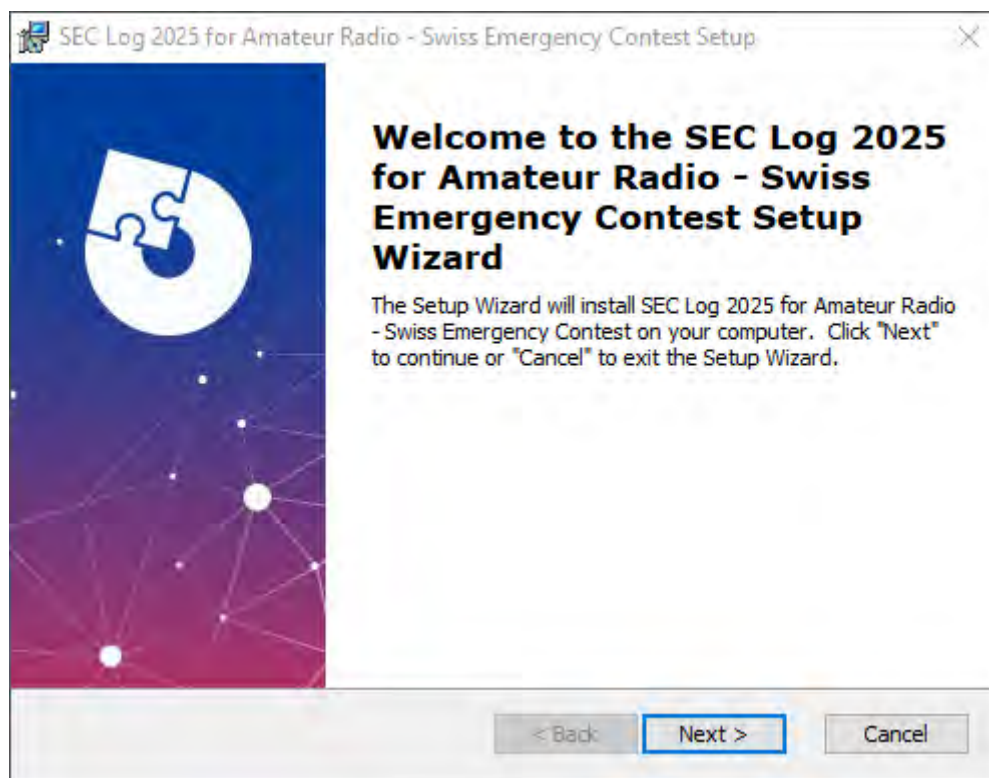 SEC Log 2025 for Amateur Radio - Swiss Emergency Contest Setup
Welcome to the SEC Log 2025
for Amateur Radio - Swiss
Emergency Contest Setup
Wizard
The Setup Wizard will install SEC Log 2025 for Amateur Radio
- Swiss Emergency Contest on your computer.  Click "Next"
to continue or "Cancel" to exit the Setup Wizard.
< Back
Next >
Cancel